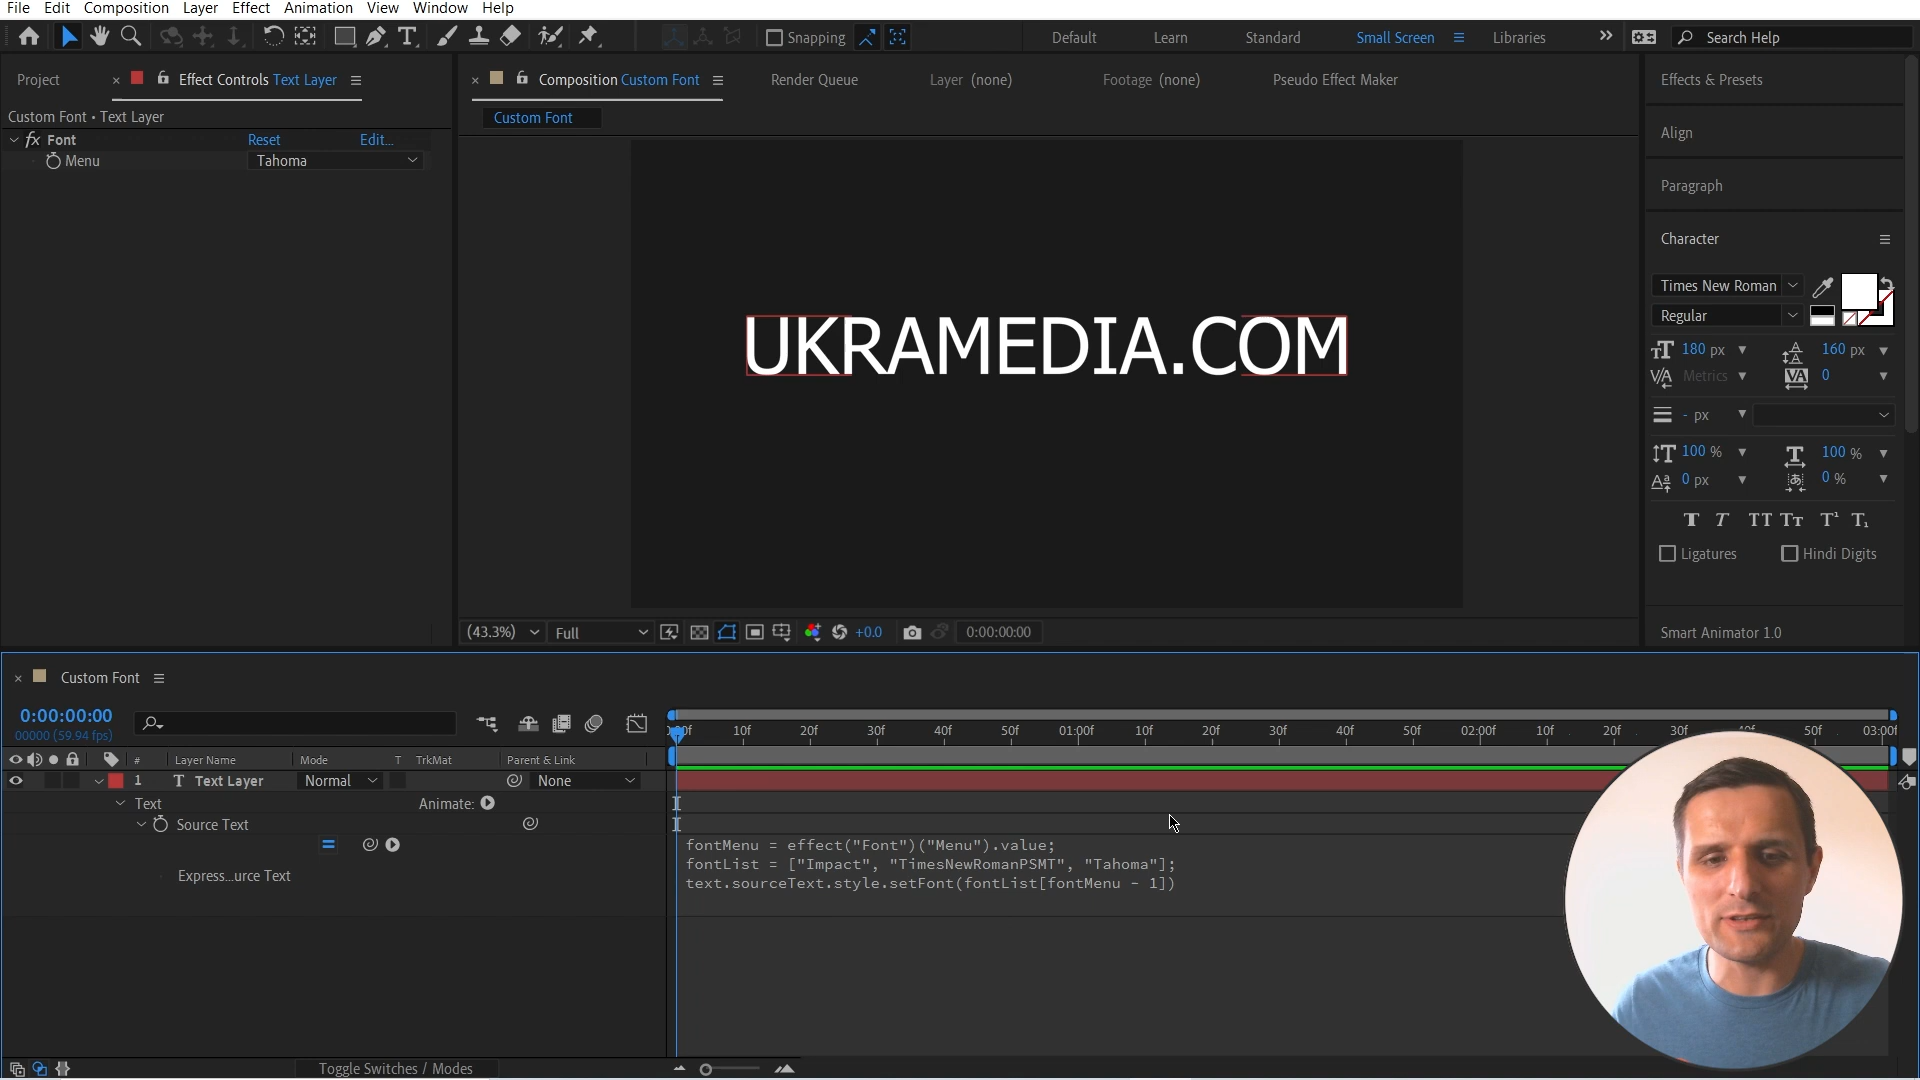 File Edit Composition Layer Effect Animation View Window Help
Snapping Default Learn Standard Small Screen Libraries Search Help
Project Effect Controls Text Layer Composition Custom Font Render Queue Layer (none) Footage (none) Pseudo Effect Maker Effects & Presets
Custom Font • Text Layer
Custom Font
fx Font Reset Edit...
Menu Tahoma
Align
Paragraph
Character
Times New Roman
Regular
180 px 160 px
Metrics 0
- px
100 % 100 %
0 px 0 %
Ligatures Hindi Digits
Smart Animator 1.0
UKRAMEDIA.COM
(43.3%) Full +0.0 0:00:00:00
Custom Font
0:00:00:00
00000 (59.94 fps)
10f 20f 30f 40f 50f 01:00f 10f 20f 30f 40f 50f 02:00f 10f 20f 30f 50f 03:00f
# Layer Name Mode T TrkMat Parent & Link
1 T Text Layer Normal None
Text Animate:
Source Text
fontMenu = effect("Font")("Menu").value;
fontList = ["Impact", "TimesNewRomanPSMT", "Tahoma"];
Express...urce Text
text.sourceText.style.setFont(fontList[fontMenu - 1])
Toggle Switches / Modes